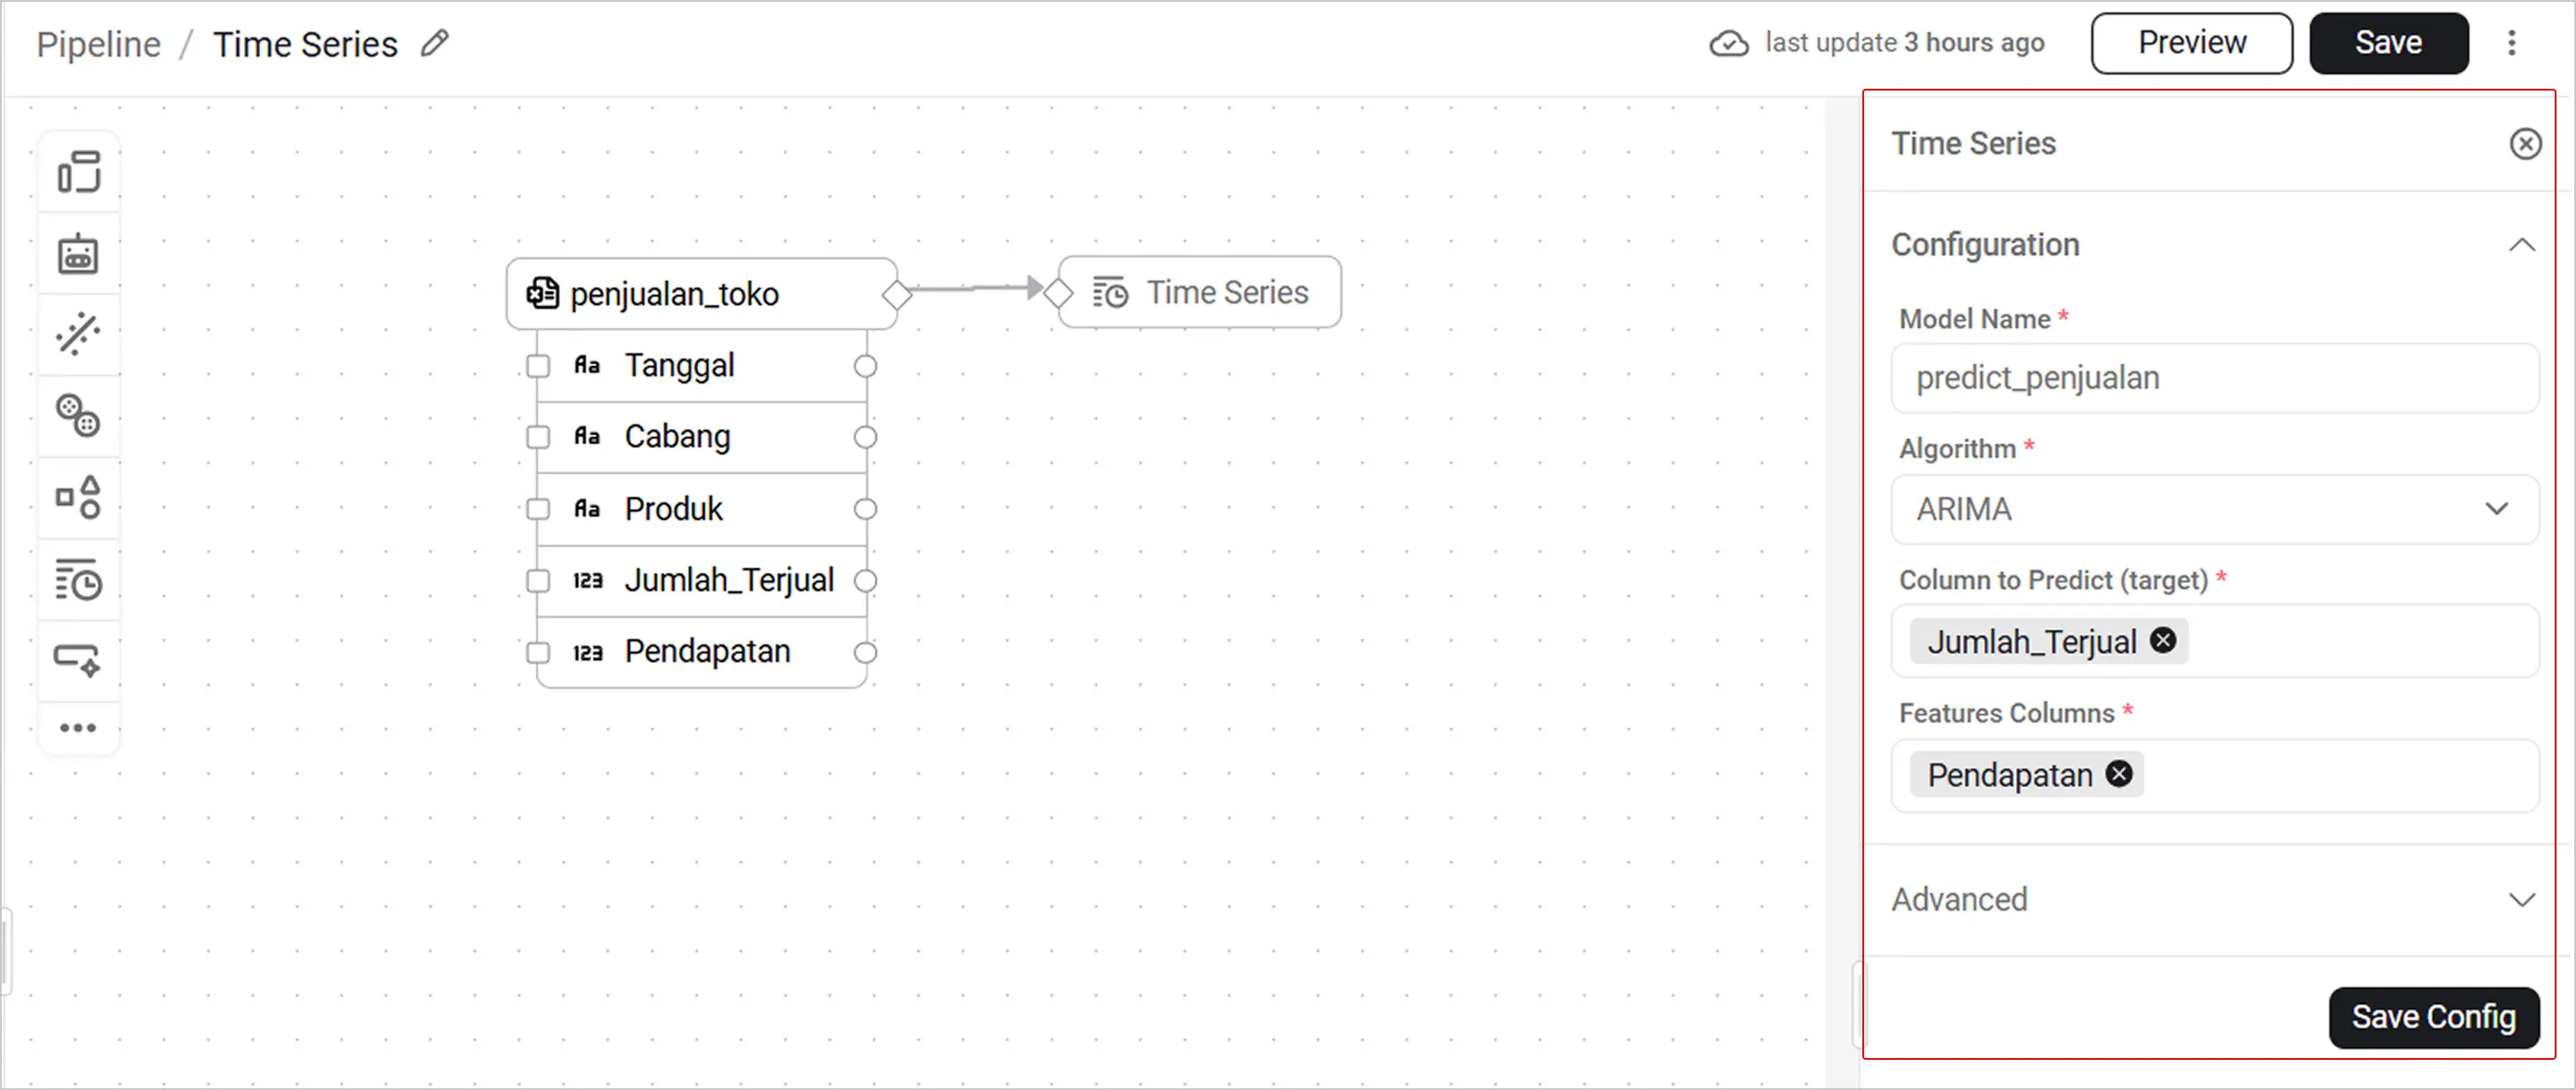 Pipeline / Time Series
last update 3 hours ago
Preview
Save
penjualan_toko
Aa Tanggal
Aa Cabang
Aa Produk
123 Jumlah_Terjual
123 Pendapatan
Time Series
Time Series
Configuration
Model Name *
predict_penjualan
Algorithm *
ARIMA
Column to Predict (target) *
Jumlah_Terjual
Features Columns *
Pendapatan
Advanced
Save Config